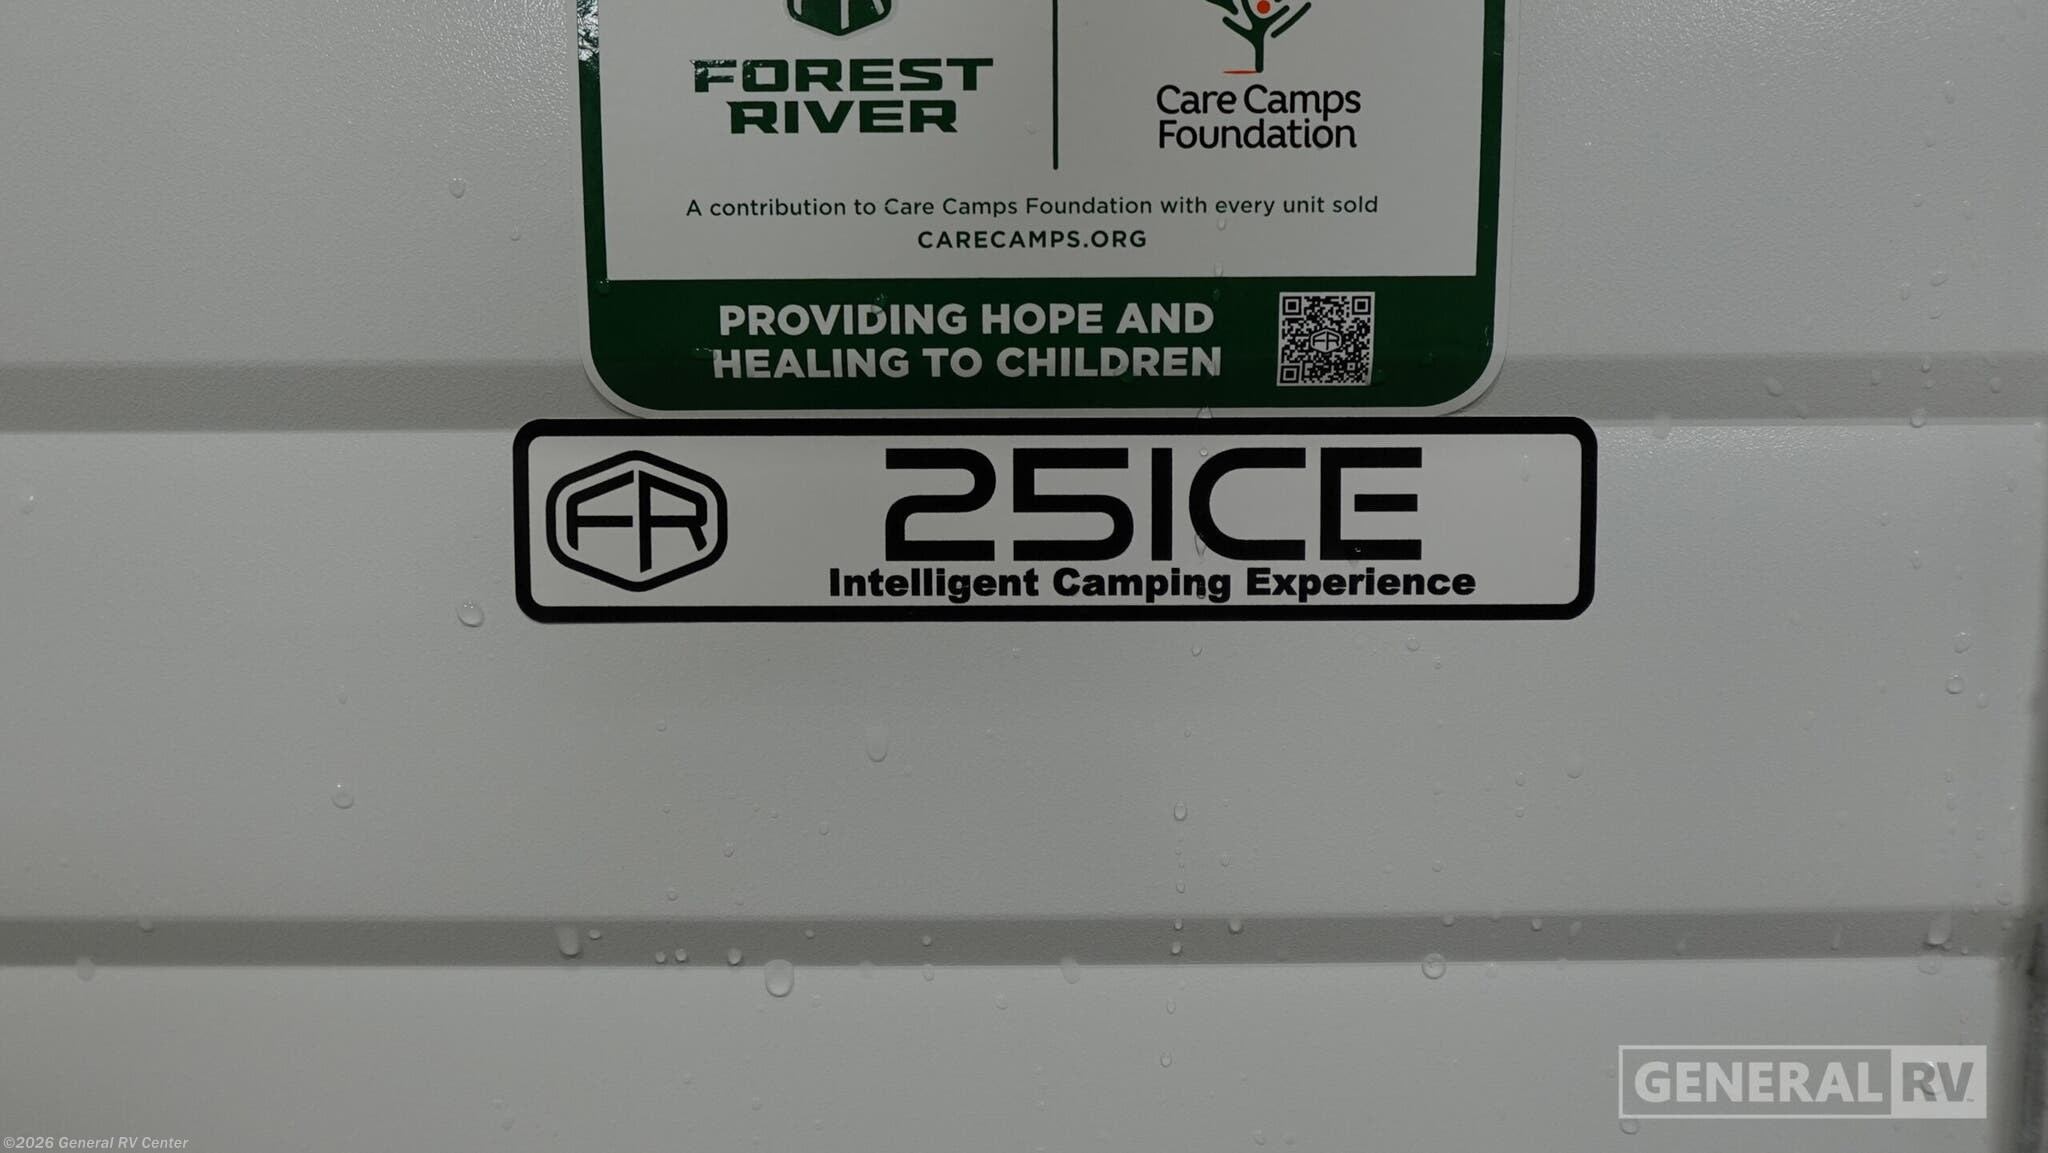 FOREST
RIVER
Care Camps
Foundation
A contribution to Care Camps Foundation with every unit sold
CARECAMPS.ORG
PROVIDING HOPE AND
HEALING TO CHILDREN
FR
FR
25ICE
Intelligent Camping Experience
GENERAL RV
©2026 General RV Center